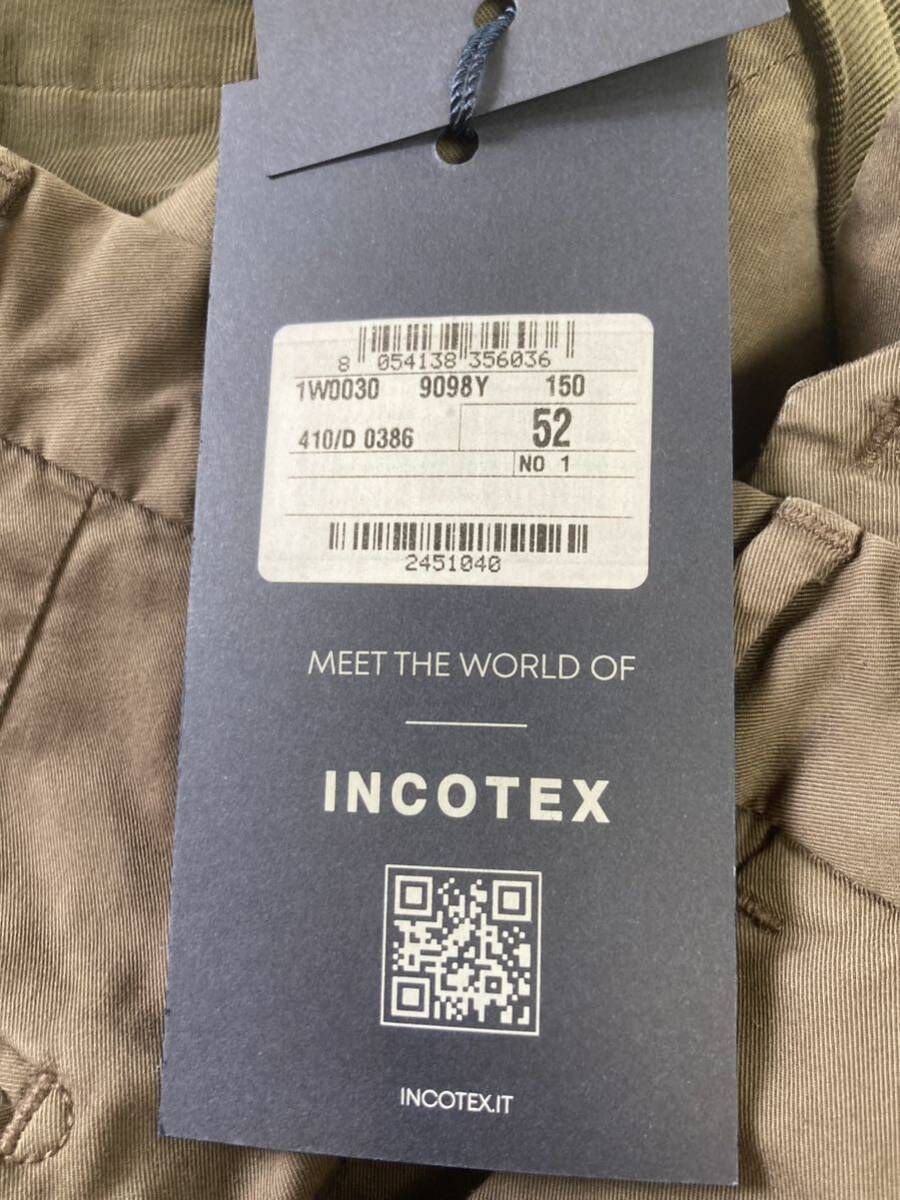 8 054138 356036
1W0030 9098Y 150
410/D 0386 52
NO 1
2451040
MEET THE WORLD OF
INCOTEX
INCOTEX.IT